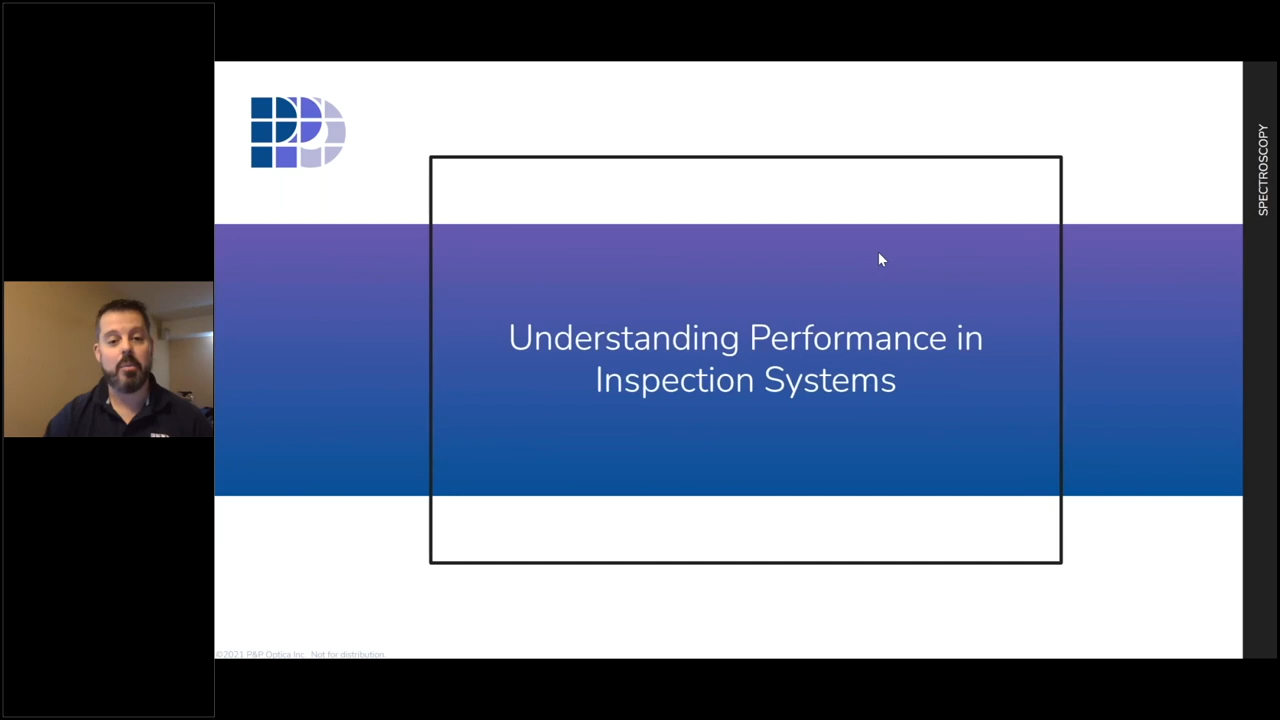 Understanding Performance in
Inspection Systems
SPECTROSCOPY
©2021 P&P Optica Inc. Not for distribution.